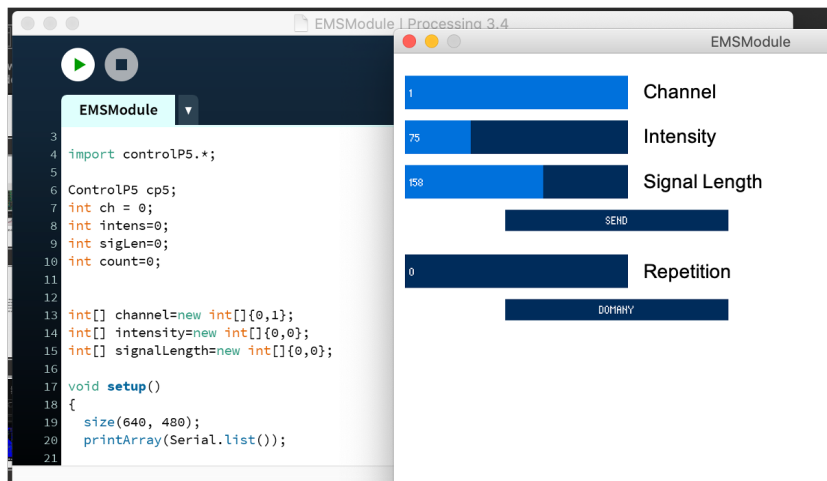 EMSModule | Processing 3.4
EMSModule
EMSModule ▼
3
4 import controlP5.*;
5
6 ControlP5 cp5;
7 int ch = 0;
8 int intens=0;
9 int sigLen=0;
10 int count=0;
11
12
13 int[] channel=new int[]{0,1};
14 int[] intensity=new int[]{0,0};
15 int[] signalLength=new int[]{0,0};
16
17 void setup()
18 {
19 size(640, 480);
20 printArray(Serial.list());
21
1 Channel
75 Intensity
158 Signal Length
SEND
0 Repetition
DOMANY